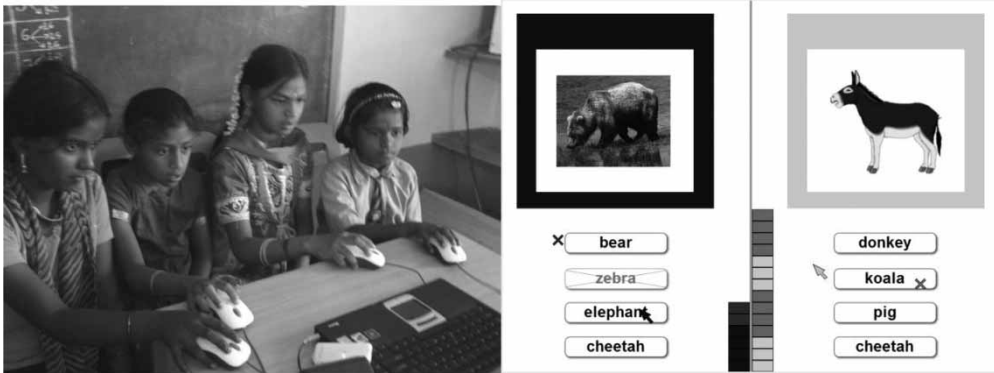 bear
zebra
elephant
cheetah
donkey
koala
pig
cheetah